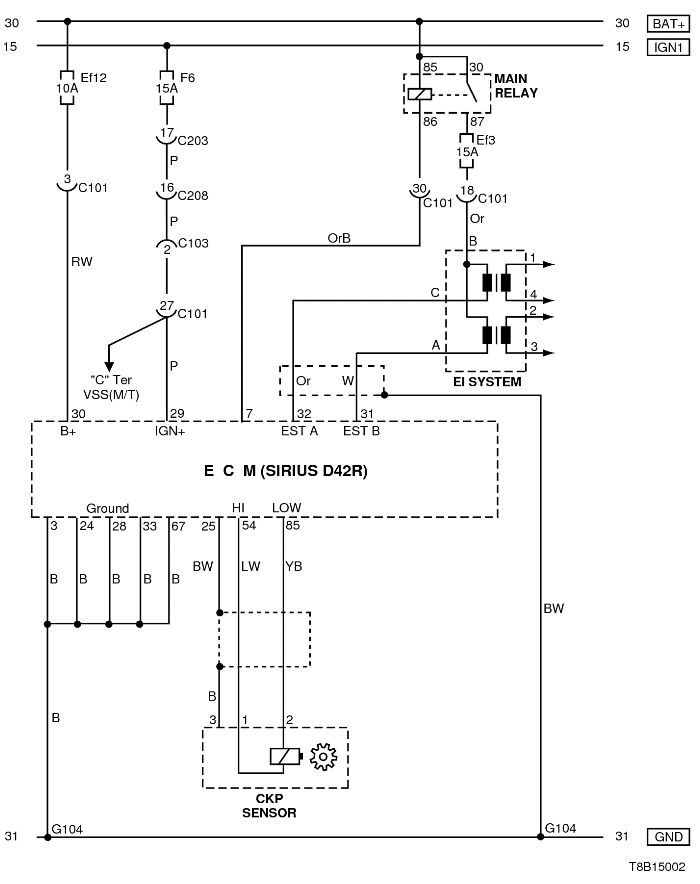 30 30 BAT+
15 15 IGN1
85 30
Ef12 F6 MAIN
10A 15A RELAY
86 87
17 C203 Ef3
P 15A
3 C101 16 C208 30 C101 18 C101
P Or
C103 OrB B
2
RW 1
27 C101 C 4
2
"C" Ter A 3
VSS(M/T) P Or W EI SYSTEM
30 29 7 32 31
B+ IGN+ EST A EST B
E C M (SIRIUS D42R)
Ground HI LOW
3 24 28 33 67 25 54 85
B B B B B BW LW YB
BW
B B
3 1 2
CKP
SENSOR
31 G104 G104 31 GND
T8B15002